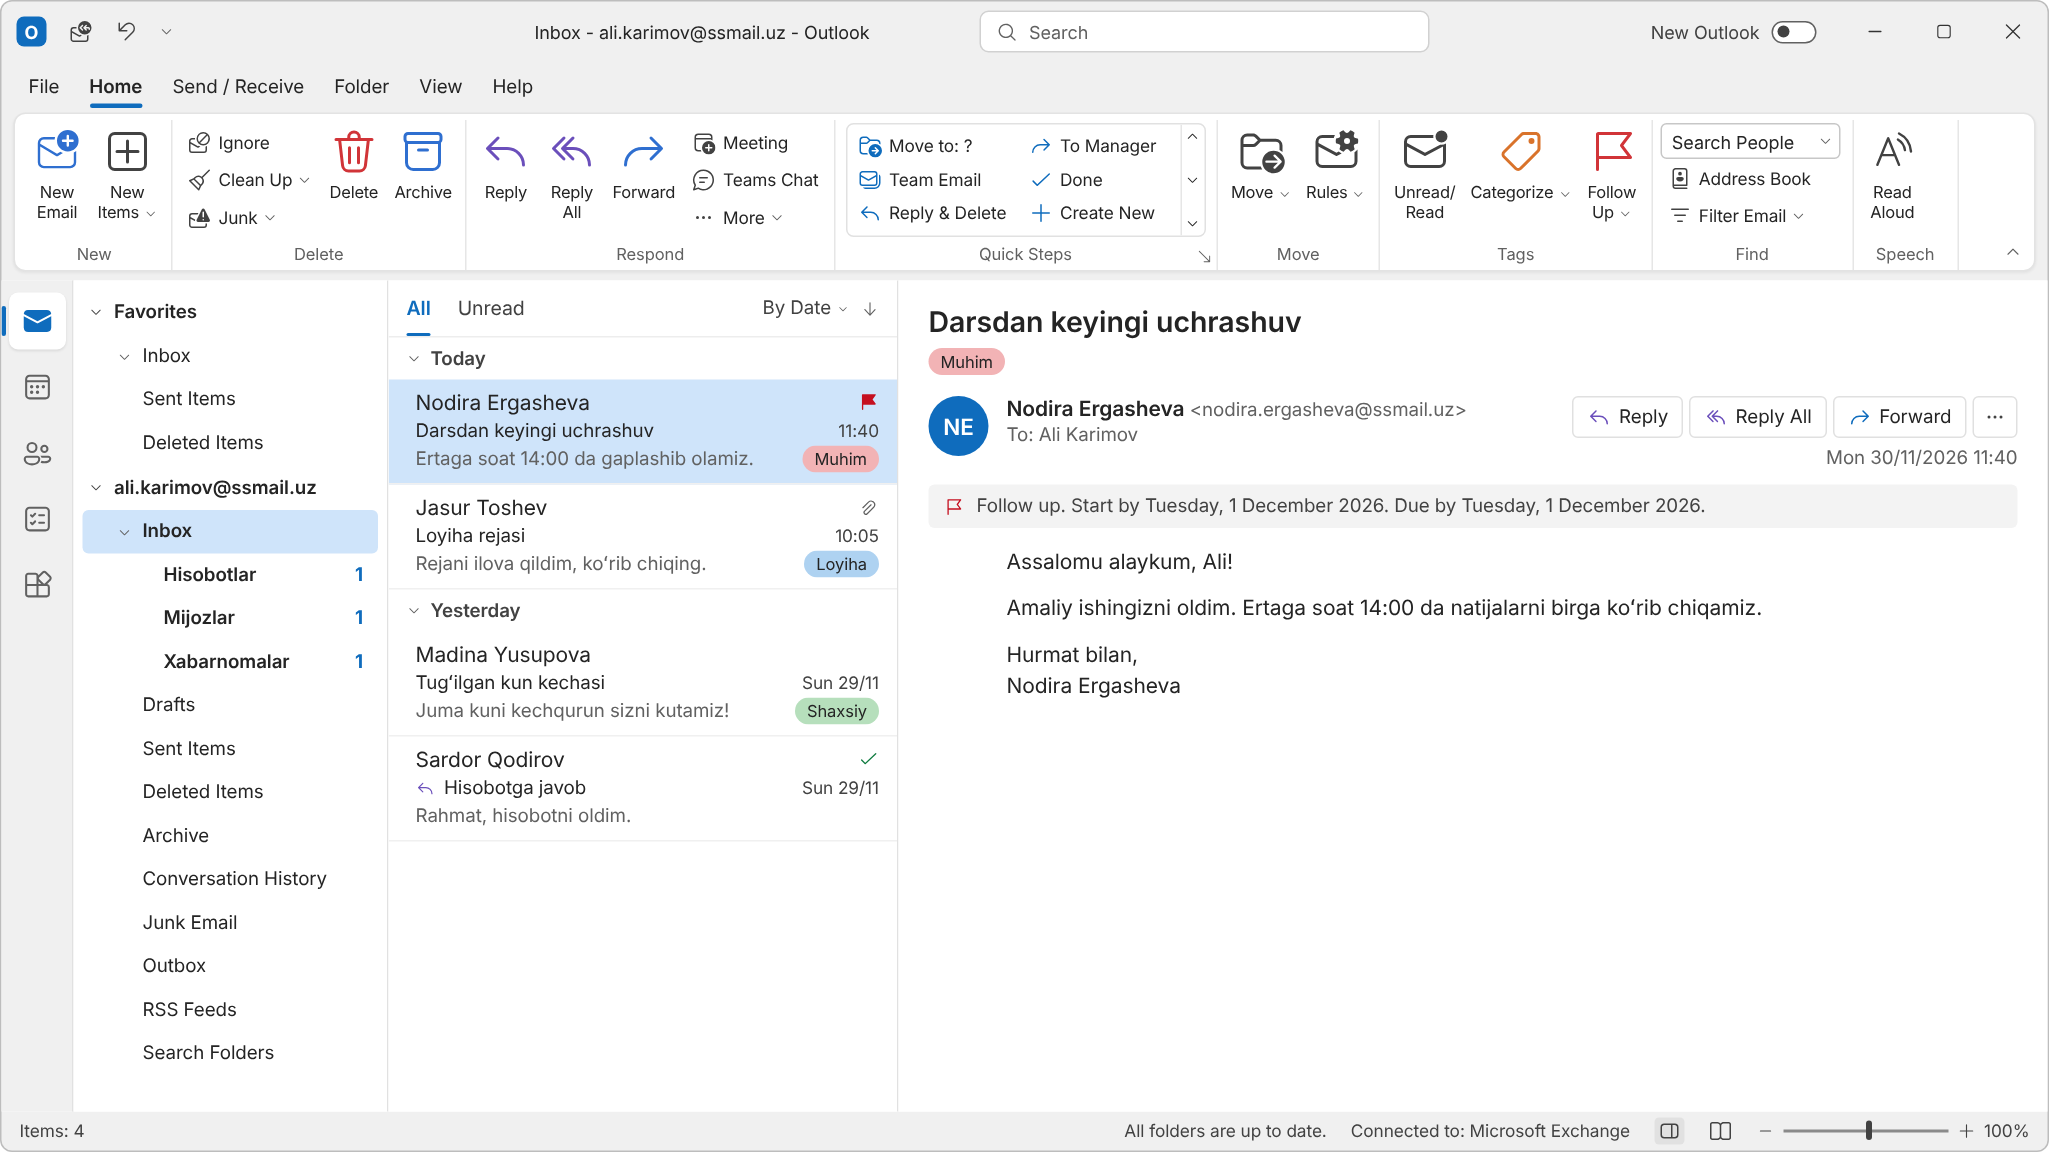 O
Inbox - ali.karimov@ssmail.uz - Outlook
Search
New Outlook
File
Home
Send / Receive
Folder
View
Help
New
Email
New
Items
New
Ignore
Clean Up
Junk
Delete
Archive
Delete
Reply
Reply
All
Forward
Meeting
Teams Chat
More
Respond
Move to: ?
To Manager
Team Email
Done
Reply & Delete
Create New
Quick Steps
Move
Rules
Move
Unread/
Read
Categorize
Follow
Up
Tags
Search People
Address Book
Filter Email
Find
Read
Aloud
Speech
Favorites
Inbox
Sent Items
Deleted Items
ali.karimov@ssmail.uz
Inbox
Hisobotlar 1
Mijozlar 1
Xabarnomalar 1
Drafts
Sent Items
Deleted Items
Archive
Conversation History
Junk Email
Outbox
RSS Feeds
Search Folders
All
Unread
By Date
Today
Nodira Ergasheva
Darsdan keyingi uchrashuv 11:40
Ertaga soat 14:00 da gaplashib olamiz. Muhim
Jasur Toshev
Loyiha rejasi 10:05
Rejani ilova qildim, koʻrib chiqing. Loyiha
Yesterday
Madina Yusupova
Tugʻilgan kun kechasi Sun 29/11
Juma kuni kechqurun sizni kutamiz! Shaxsiy
Sardor Qodirov
Hisobotga javob Sun 29/11
Rahmat, hisobotni oldim.
Darsdan keyingi uchrashuv
Muhim
NE
Nodira Ergasheva <nodira.ergasheva@ssmail.uz>
To: Ali Karimov
Reply
Reply All
Forward
Mon 30/11/2026 11:40
Follow up. Start by Tuesday, 1 December 2026. Due by Tuesday, 1 December 2026.
Assalomu alaykum, Ali!
Amaliy ishingizni oldim. Ertaga soat 14:00 da natijalarni birga koʻrib chiqamiz.
Hurmat bilan,
Nodira Ergasheva
Items: 4
All folders are up to date.
Connected to: Microsoft Exchange
100%